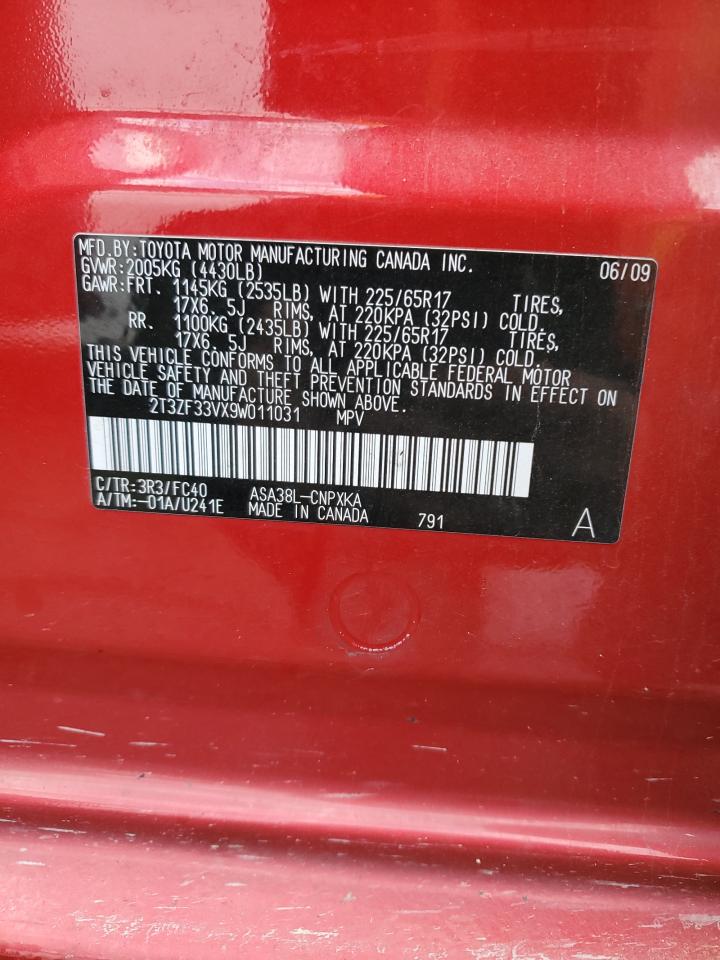 MFD.BY:TOYOTA MOTOR MANUFACTURING CANADA INC. 06/09
GVWR:2005KG (4430LB)
GAWR:FRT. 1145KG (2535LB) WITH 225/65R17 TIRES,
17X6. 5J RIMS, AT 220KPA (32PSI) COLD.
RR. 1100KG (2435LB) WITH 225/65R17 TIRES,
17X6. 5J RIMS, AT 220KPA (32PSI) COLD.
THIS VEHICLE CONFORMS TO ALL APPLICABLE FEDERAL MOTOR
VEHICLE SAFETY AND THEFT PREVENTION STANDARDS IN EFFECT ON
THE DATE OF MANUFACTURE SHOWN ABOVE.
2T3ZF33VX9W011031 MPV
C/TR:3R3/FC40 ASA38L-CNPXKA
A/TM:-01A/U241E MADE IN CANADA 791 A